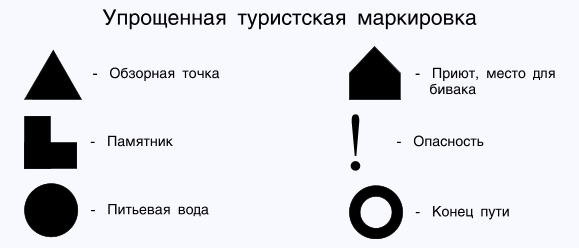 Упрощенная туристская маркировка
- Обзорная точка
- Памятник
- Питьевая вода
- Приют, место для
бивака
! - Опасность
- Конец пути